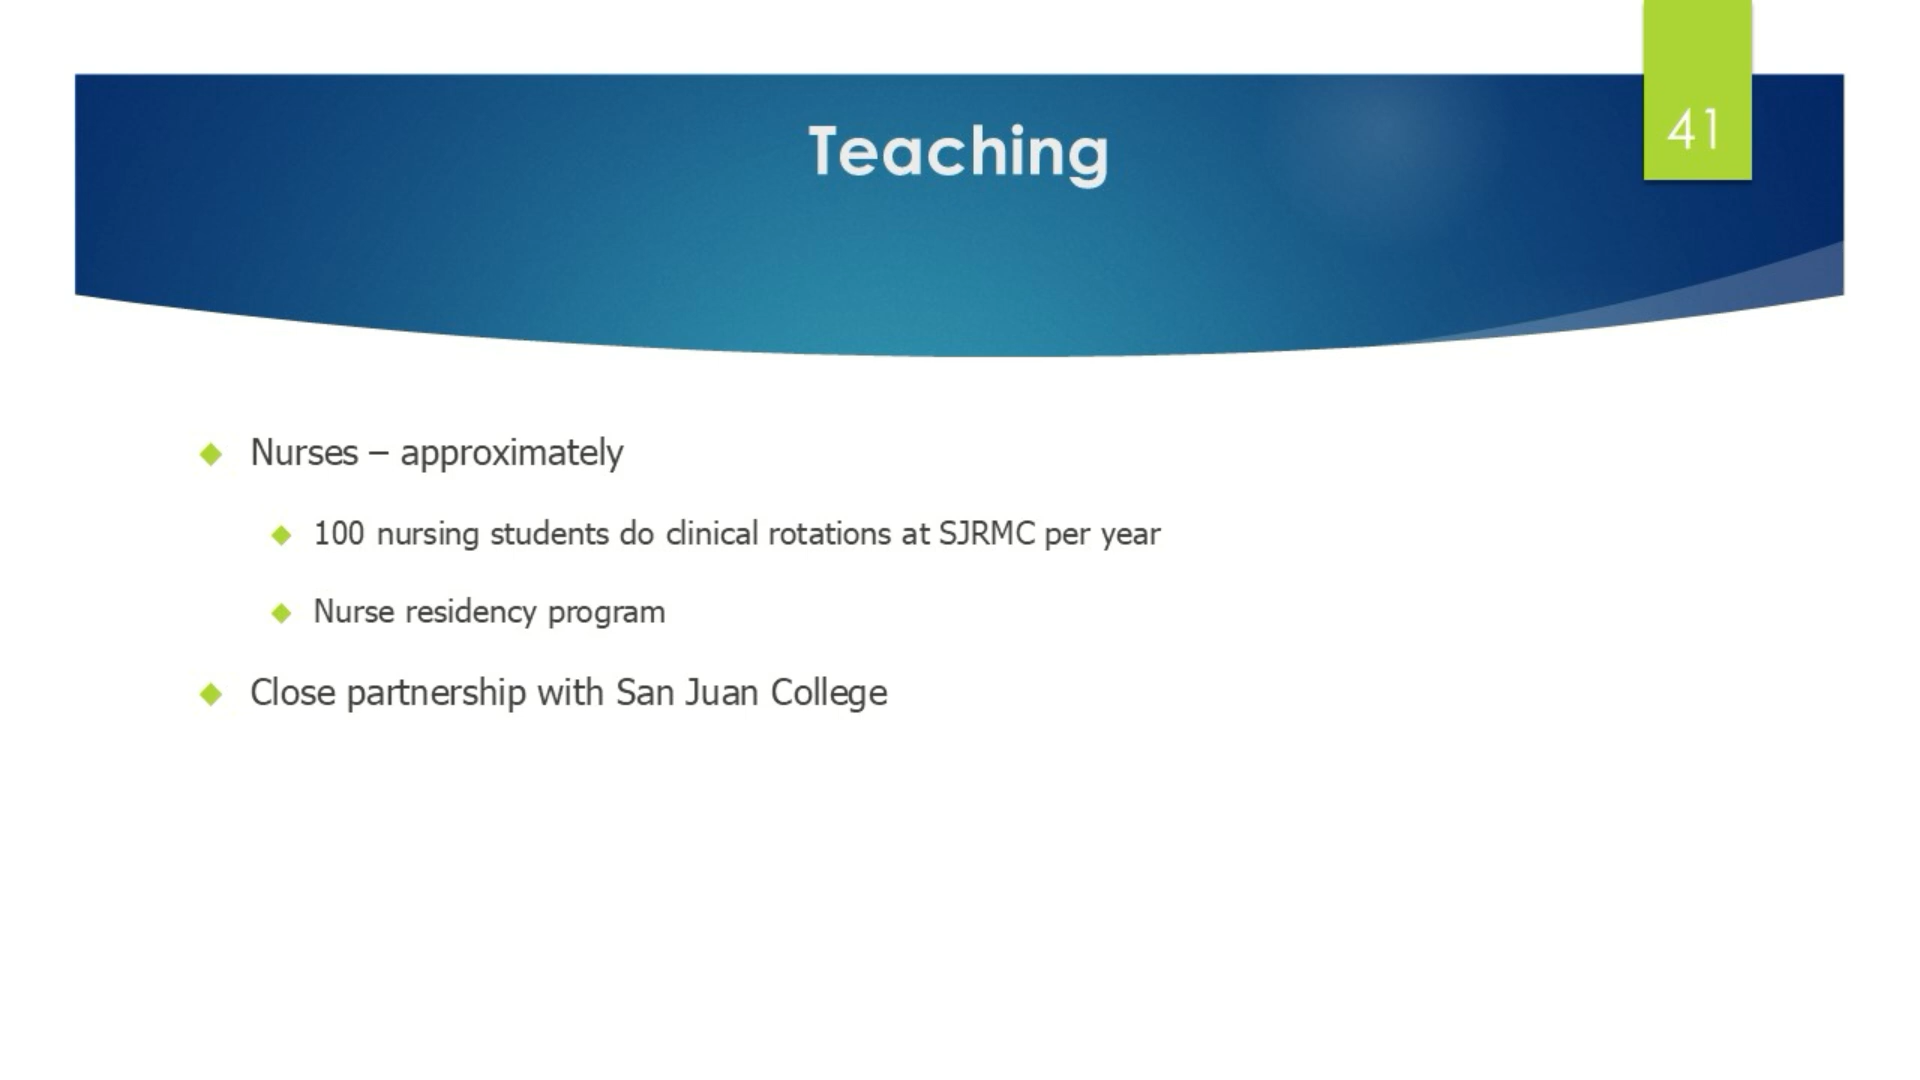 41
Teaching
Nurses – approximately
100 nursing students do clinical rotations at SJRMC per year
Nurse residency program
Close partnership with San Juan College